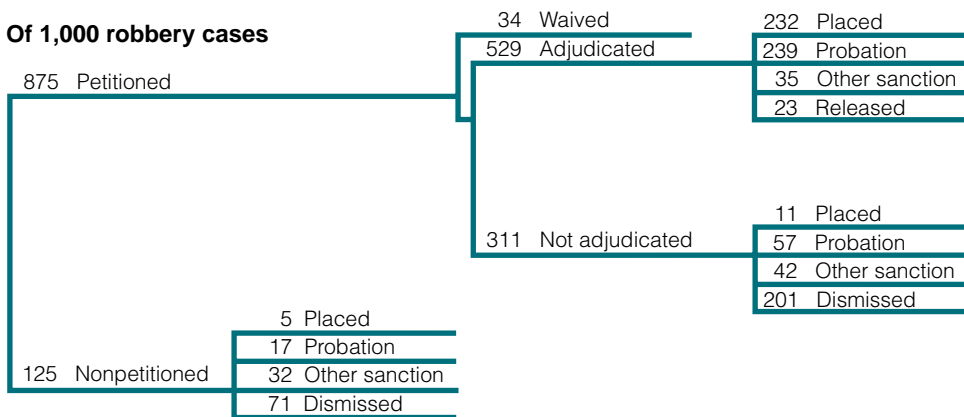 Of 1,000 robbery cases
875 Petitioned
34 Waived
529 Adjudicated
232 Placed
239 Probation
35 Other sanction
23 Released
311 Not adjudicated
11 Placed
57 Probation
42 Other sanction
201 Dismissed
125 Nonpetitioned
5 Placed
17 Probation
32 Other sanction
71 Dismissed